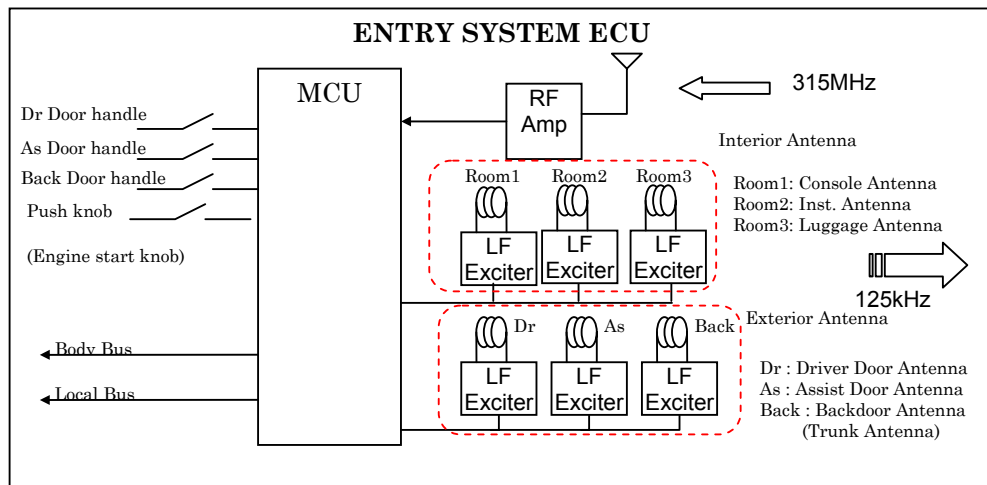 ENTRY SYSTEM ECU
MCU
RF
Amp
315MHz
Dr Door handle
As Door handle
Back Door handle
Push knob
(Engine start knob)
Interior Antenna
Room1
Room2
Room3
Room1: Console Antenna
Room2: Inst. Antenna
Room3: Luggage Antenna
LF
Exciter
LF
Exciter
LF
Exciter
125kHz
Exterior Antenna
Dr
As
Back
LF
Exciter
LF
Exciter
LF
Exciter
Dr : Driver Door Antenna
As : Assist Door Antenna
Back : Backdoor Antenna
(Trunk Antenna)
Body Bus
Local Bus